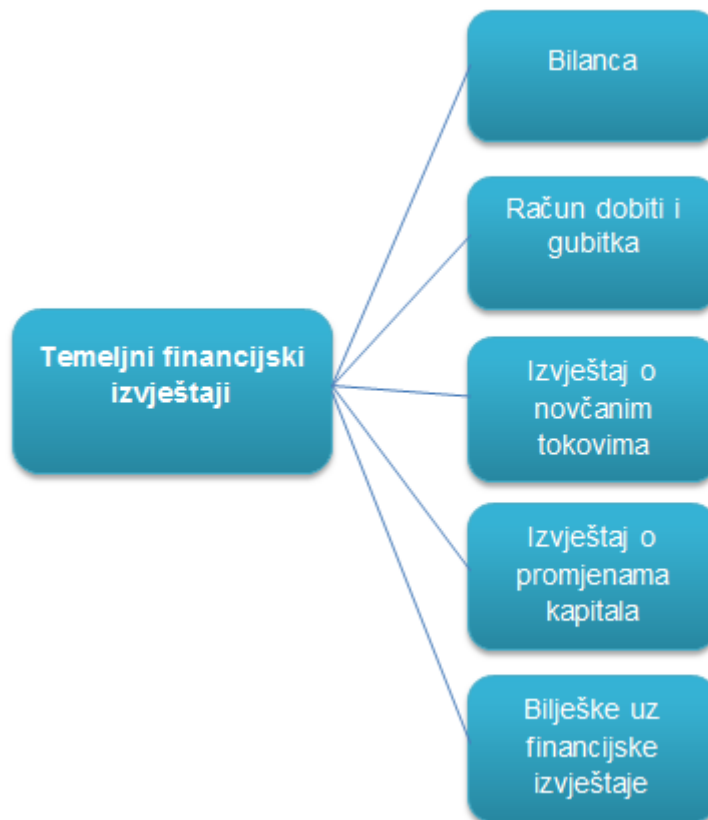 Temeljni financijski
izvještaji
Bilanca
Račun dobiti i
gubitka
Izvještaj o
novčanim
tokovima
Izvještaj o
promjenama
kapitala
Bilješke uz
financijske
izvještaje